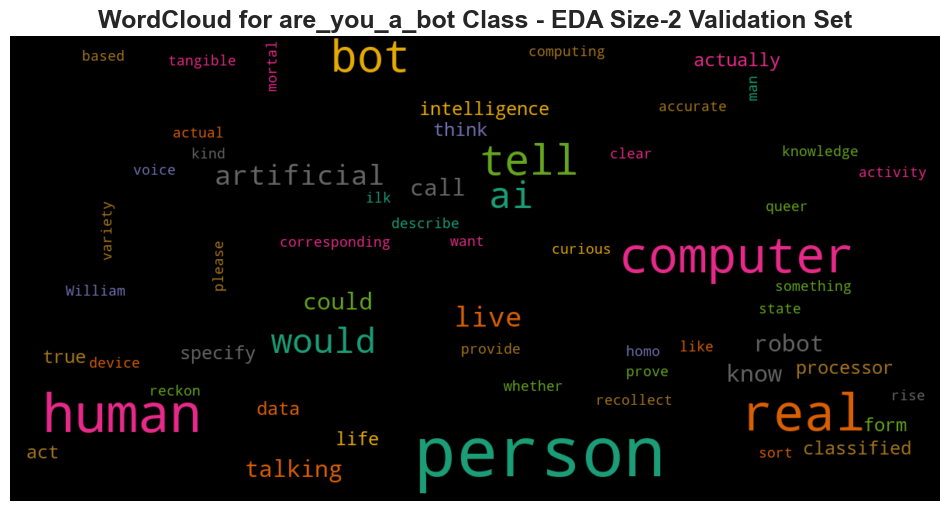 WordCloud for are_you_a_bot Class - EDA Size-2 Validation Set
based
tangible
mortal
bot
computing
actually
man
intelligence
accurate
think
actual
kind
voice
artificial
tell
clear
knowledge
activity
call
ai
ilk
queer
variety
describe
corresponding
want
curious
please
computer
William
something
could
live
state
would
true
device
specify
provide
homo
like
robot
prove
know
processor
reckon
whether
recollect
rise
human
data
real
form
life
act
talking
person
sort
classified